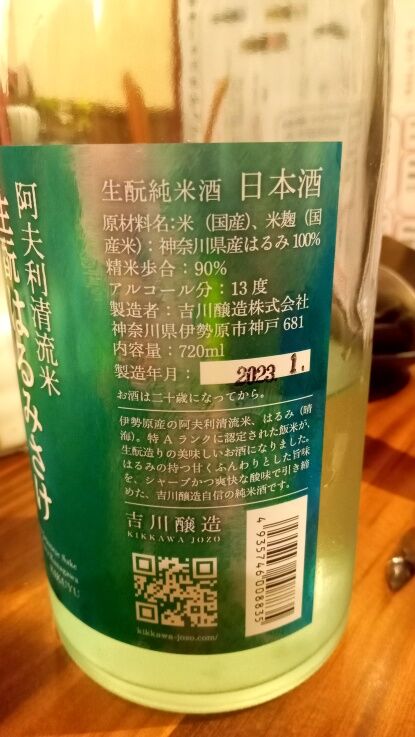 阿夫利清流米
生酛はるみさけ
生酛純米酒 日本酒
原材料名:米(国産)、米麹(国
産米):神奈川県産はるみ100%
精米歩合:90%
アルコール分:13度
製造者:吉川醸造株式会社
神奈川県伊勢原市神戸681
内容量:720ml
製造年月: 2023.1.
お酒は二十歳になってから。
伊勢原産の阿夫利清流米、はるみ(晴
海)。特Aランクに認定された飯米が、
生酛造りの美味しいお酒になりました。
はるみの持つ甘くふんわりとした旨味
を、シャープかつ爽快な酸味で引き締
めた、吉川醸造自信の純米酒です。
吉川醸造
KIKKAWA JOZO
kikkawa-jozo.com/
4935746008835